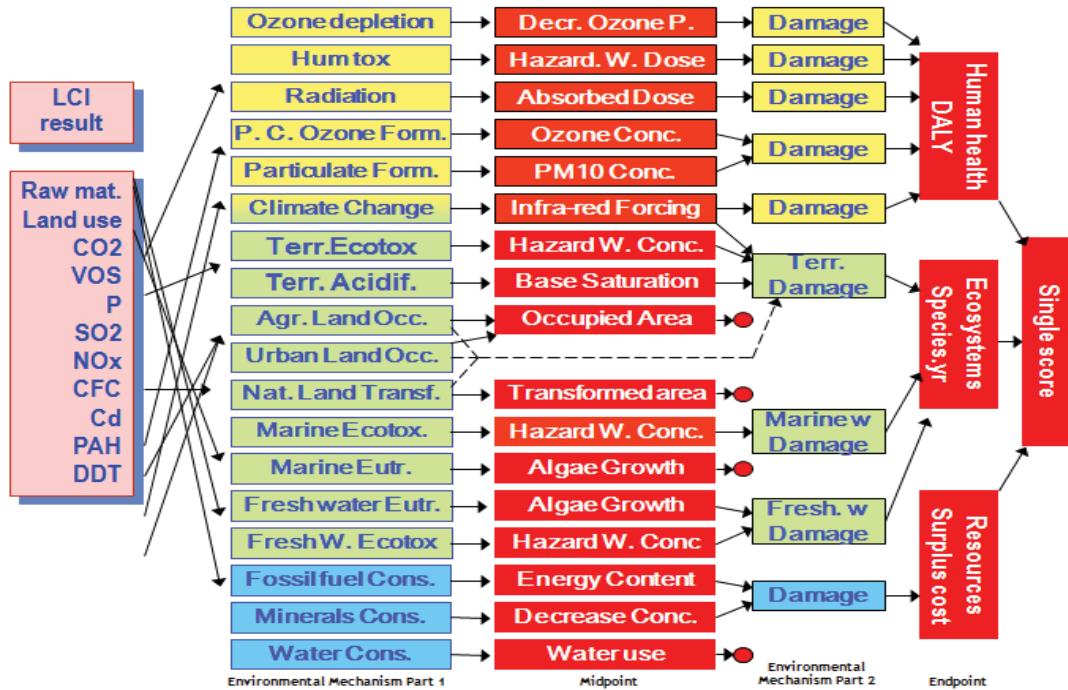 LCI
result
Raw mat.
Land use
CO2
VOS
P
SO2
NOx
CFC
Cd
PAH
DDT
Ozone depletion
Hum tox
Radiation
P. C. Ozone Form.
Particulate Form.
Climate Change
Terr. Ecotox
Terr. Acidif.
Agr. Land Occ.
Urban Land Occ.
Nat. Land Transf.
Marine Ecotox.
Marine Eutr.
Freshwater Eutr.
Fresh W. Ecotox
Fossil fuel Cons.
Minerals Cons.
Water Cons.
Environmental Mechanism Part 1
Decr. Ozone P.
Hazard. W. Dose
Absorbed Dose
Ozone Conc.
PM10 Conc.
Infra-red Forcing
Hazard W. Conc.
Base Saturation
Occupied Area
Transformed area
Hazard W. Conc.
Algae Growth
Algae Growth
Hazard W. Conc
Energy Content
Decrease Conc.
Water use
Midpoint
Damage
Damage
Damage
Damage
Damage
Terr.
Damage
Marine w
Damage
Fresh. w
Damage
Damage
Environmental
Mechanism Part 2
Human health
DALY
Ecosystems
Species.yr
Resources
Surplus cost
Endpoint
Single score